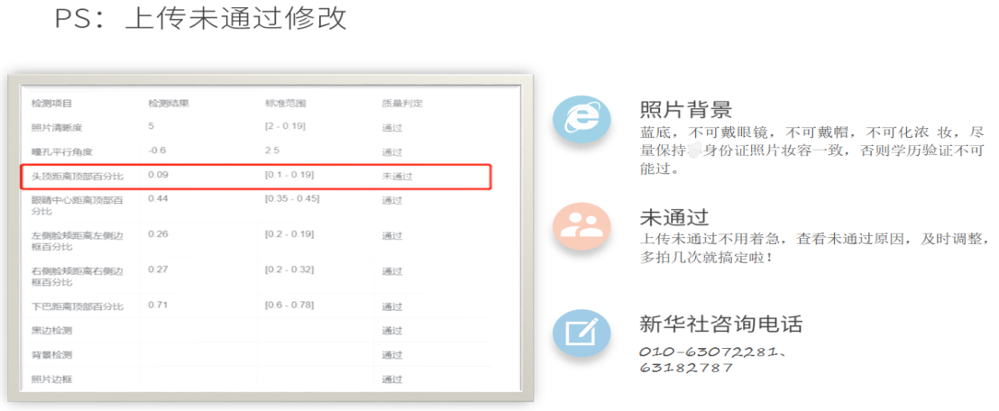 PS：上传未通过修改
检测项目 检测结果 标准范围 质量判定
照片清晰度 5 [2 - 0.19] 通过
瞳孔平行角度 -0.6 2.5 通过
头顶距离顶部百分比 0.09 [0.1 - 0.19] 未通过
眼睛中心距离顶部百分比 0.44 [0.35 - 0.45] 通过
左侧脸颊距离左侧边框百分比 0.26 [0.2 - 0.19] 通过
右侧脸颊距离右侧边框百分比 0.27 [0.2 - 0.32] 通过
下巴距离顶部百分比 0.71 [0.6 - 0.78] 通过
黑边检测 通过
背景检测 通过
照片边框 通过
照片背景
蓝底，不可戴眼镜，不可戴帽，不可化浓 妆，尽
量保持 身份证照片妆容一致，否则学历验证不可
能过。
未通过
上传未通过不用着急，查看未通过原因，及时调整，
多拍几次就搞定啦！
新华社咨询电话
010-63072281、
63182787